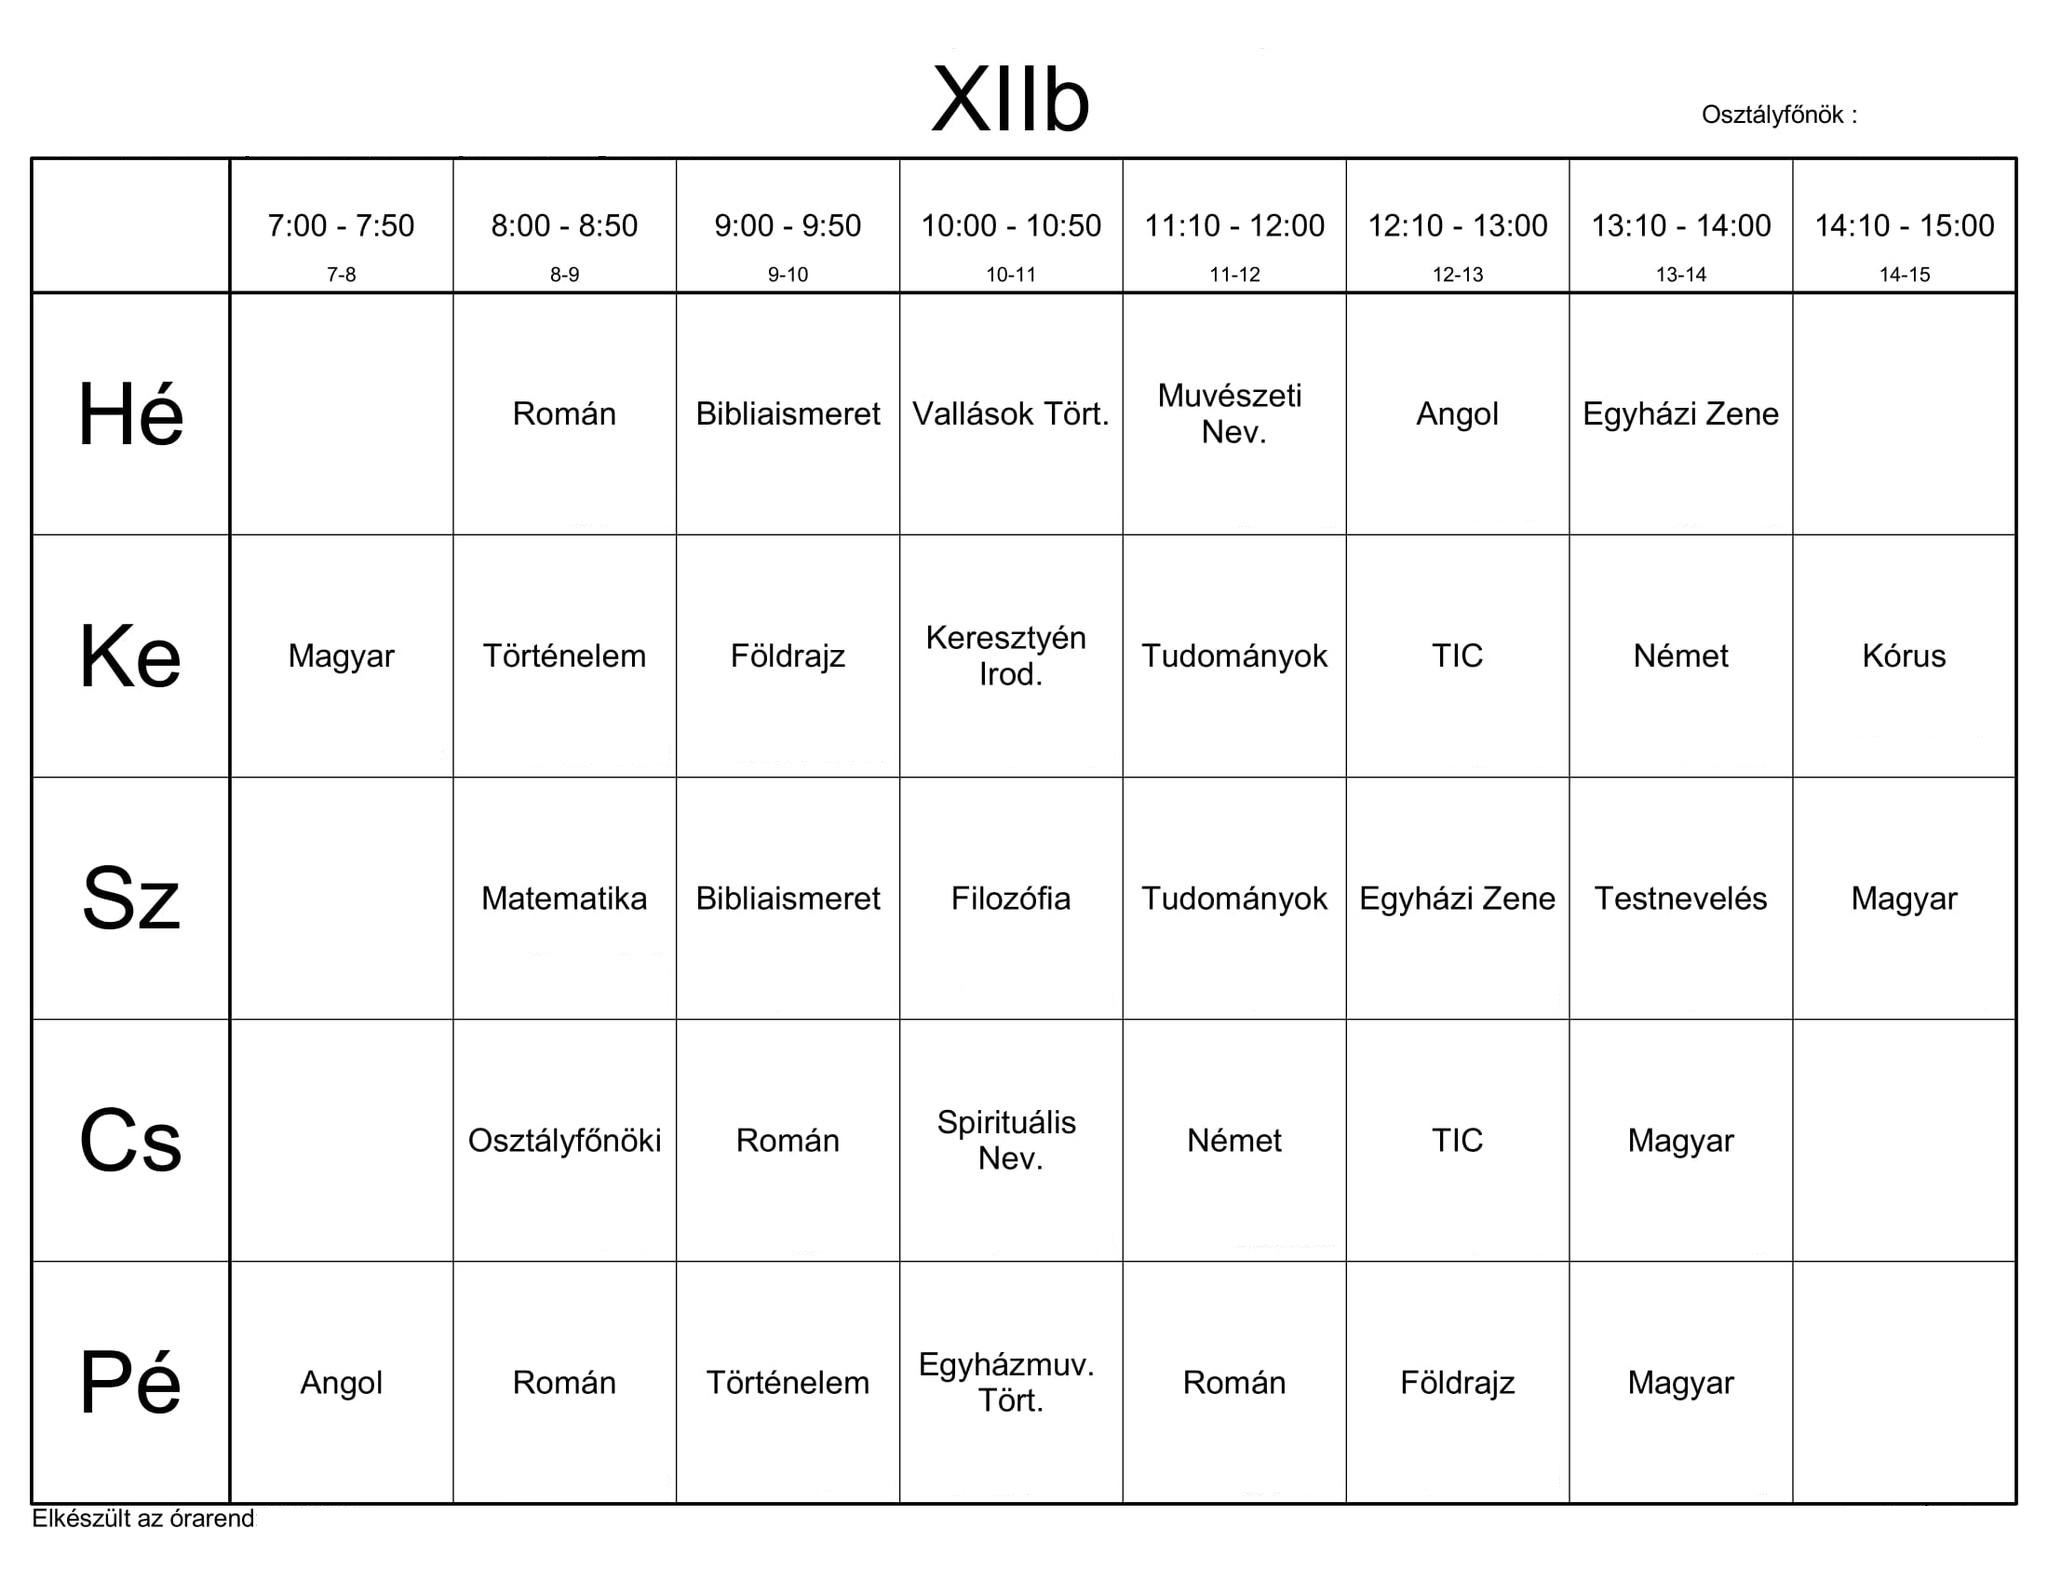 XIIb
Osztályfőnök :
7:00 - 7:50 8:00 - 8:50 9:00 - 9:50 10:00 - 10:50 11:10 - 12:00 12:10 - 13:00 13:10 - 14:00 14:10 - 15:00
7-8 8-9 9-10 10-11 11-12 12-13 13-14 14-15
Hé Román Bibliaismeret Vallások Tört. Muvészeti Nev. Angol Egyházi Zene
Ke Magyar Történelem Földrajz Keresztyén Irod. Tudományok TIC Német Kórus
Sz Matematika Bibliaismeret Filozófia Tudományok Egyházi Zene Testnevelés Magyar
Cs Osztályfőnöki Román Spirituális Nev. Német TIC Magyar
Pé Angol Román Történelem Egyházmuv. Tört. Román Földrajz Magyar
Elkészült az órarend